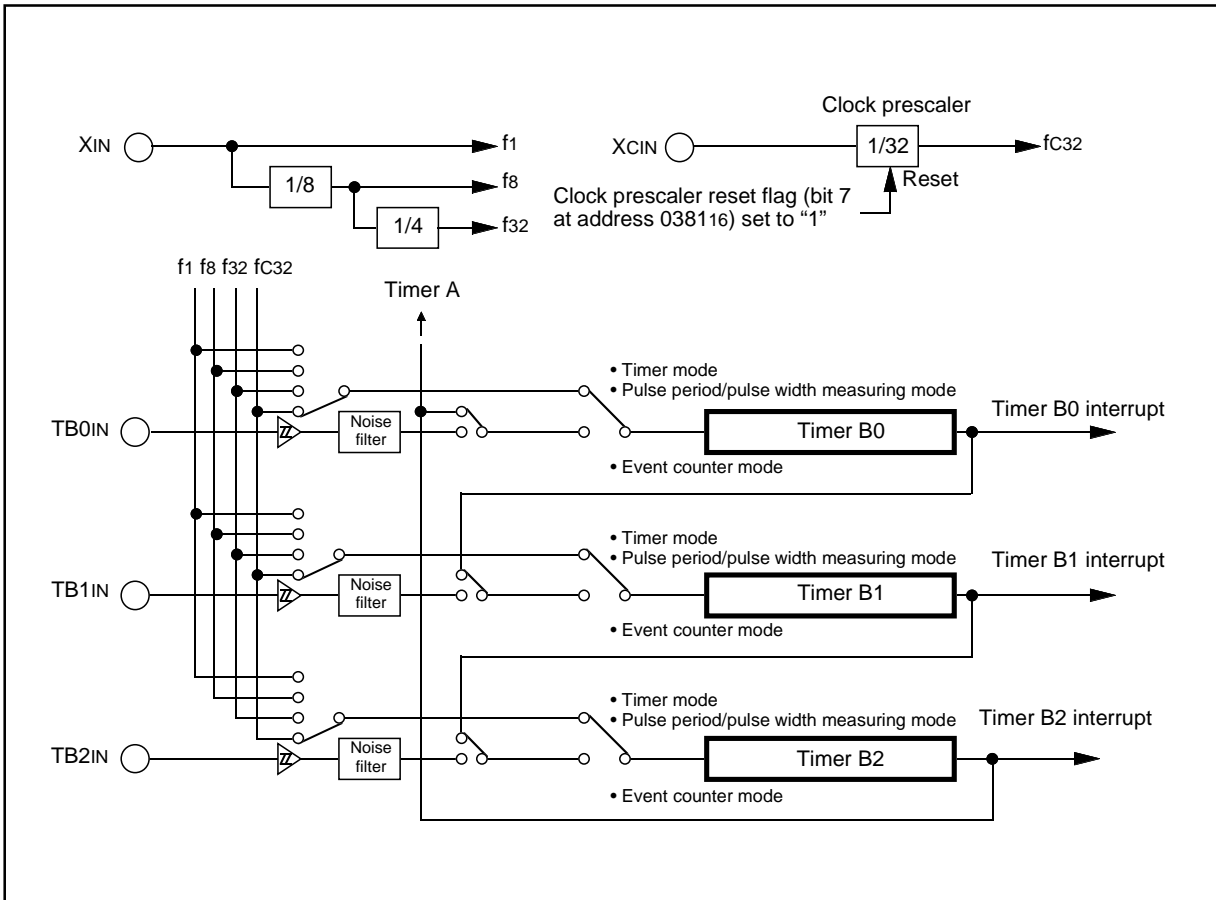 Clock prescaler
XIN
f1
XCIN
1/32
fC32
1/8
f8
Reset
Clock prescaler reset flag (bit 7
at address 038116) set to “1”
1/4
f32
f1 f8 f32 fC32
Timer A
• Timer mode
• Pulse period/pulse width measuring mode
TB0IN
Noise
filter
Timer B0
Timer B0 interrupt
• Event counter mode
• Timer mode
• Pulse period/pulse width measuring mode
TB1IN
Noise
filter
Timer B1
Timer B1 interrupt
• Event counter mode
• Timer mode
• Pulse period/pulse width measuring mode
TB2IN
Noise
filter
Timer B2
Timer B2 interrupt
• Event counter mode